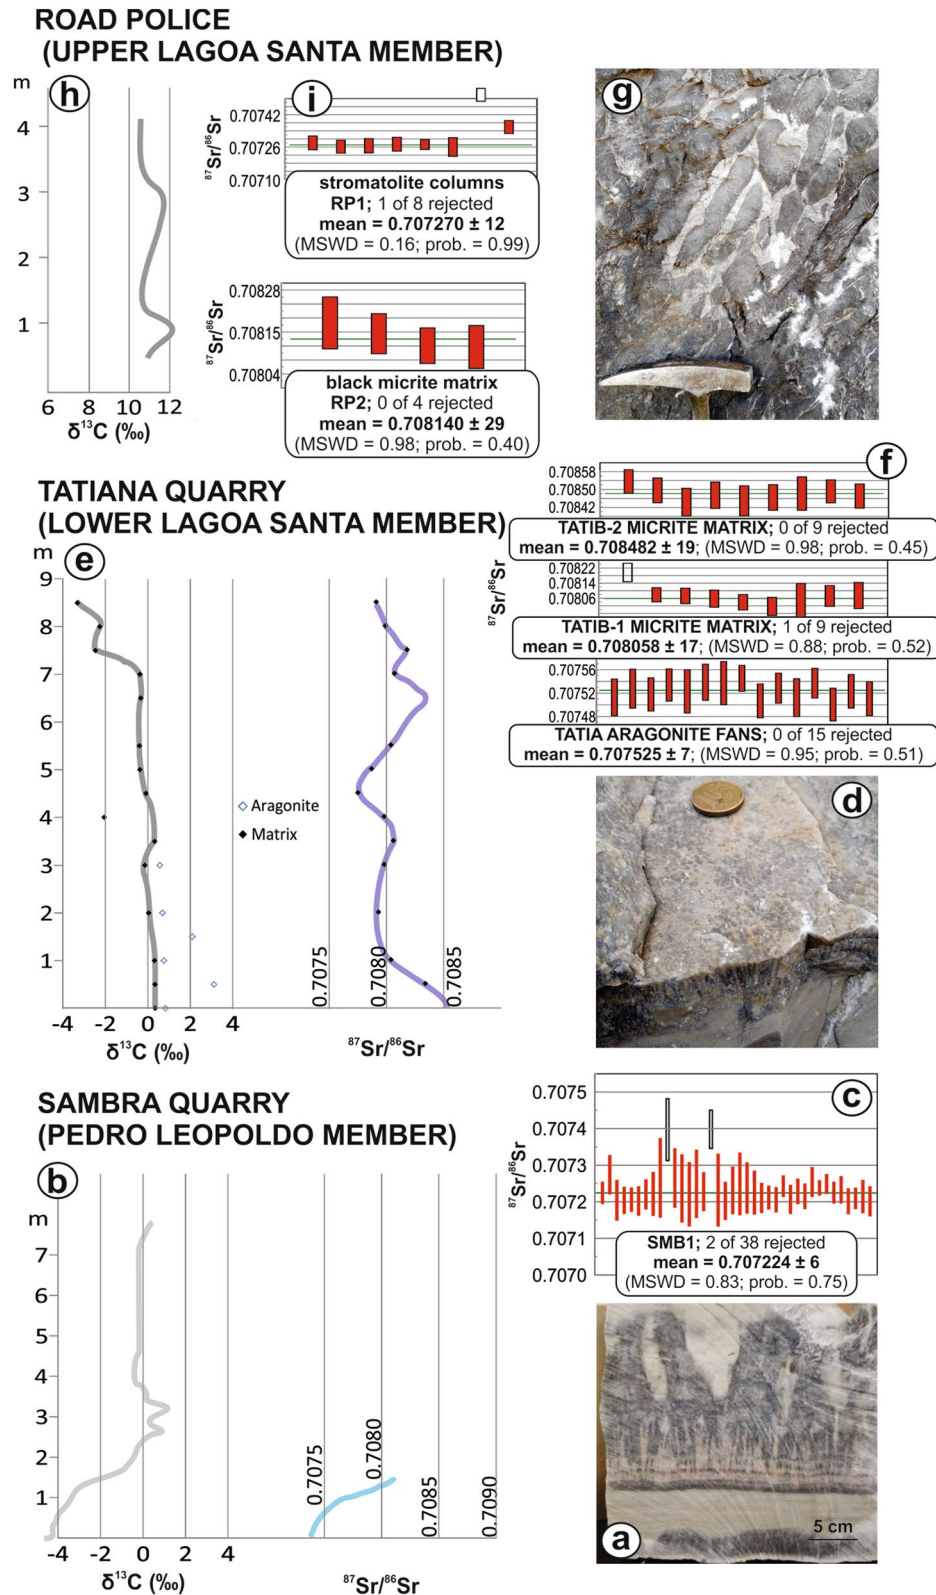 ROAD POLICE
(UPPER LAGOA SANTA MEMBER)
h
m
4
3
2
1
6 8 10 12
δ13C (‰)
i
87Sr/86Sr
0.70742
0.70726
0.70710
stromatolite columns
RP1; 1 of 8 rejected
mean = 0.707270 ± 12
(MSWD = 0.16; prob. = 0.99)
87Sr/86Sr
0.70828
0.70815
0.70804
black micrite matrix
RP2; 0 of 4 rejected
mean = 0.708140 ± 29
(MSWD = 0.98; prob. = 0.40)
g
TATIANA QUARRY
(LOWER LAGOA SANTA MEMBER)
e
m
9
8
7
6
5
4
3
2
1
-4 -2 0 2 4
δ13C (‰)
Aragonite
Matrix
0.7075
0.7080
0.7085
87Sr/86Sr
f
87Sr/86Sr
0.70858
0.70850
0.70842
TATIB-2 MICRITE MATRIX; 0 of 9 rejected
mean = 0.708482 ± 19; (MSWD = 0.98; prob. = 0.45)
0.70822
0.70814
0.70806
TATIB-1 MICRITE MATRIX; 1 of 9 rejected
mean = 0.708058 ± 17; (MSWD = 0.88; prob. = 0.52)
0.70756
0.70752
0.70748
TATIA ARAGONITE FANS; 0 of 15 rejected
mean = 0.707525 ± 7; (MSWD = 0.95; prob. = 0.51)
d
SAMBRA QUARRY
(PEDRO LEOPOLDO MEMBER)
b
m
7
6
5
4
3
2
1
-4 -2 0 2 4
δ13C (‰)
0.7075
0.7080
0.7085
0.7090
87Sr/86Sr
c
87Sr/86Sr
0.7075
0.7074
0.7073
0.7072
0.7071
0.7070
SMB1; 2 of 38 rejected
mean = 0.707224 ± 6
(MSWD = 0.83; prob. = 0.75)
5 cm
a